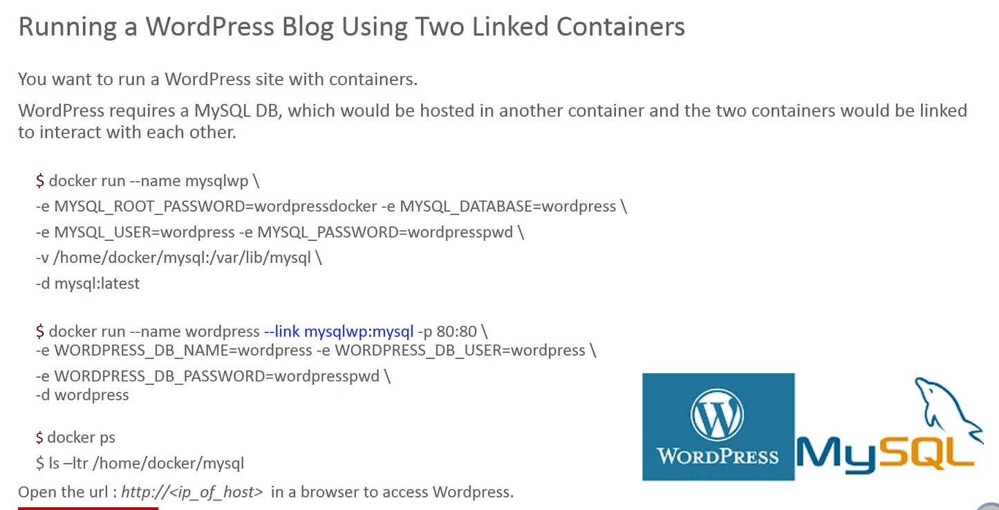 Running a WordPress Blog Using Two Linked Containers
You want to run a WordPress site with containers.
WordPress requires a MySQL DB, which would be hosted in another container and the two containers would be linked
to interact with each other.
$ docker run --name mysqlwp \
-e MYSQL_ROOT_PASSWORD=wordpressdocker -e MYSQL_DATABASE=wordpress \
-e MYSQL_USER=wordpress -e MYSQL_PASSWORD=wordpresspwd \
-v /home/docker/mysql:/var/lib/mysql \
-d mysql:latest
$ docker run --name wordpress --link mysqlwp:mysql -p 80:80 \
-e WORDPRESS_DB_NAME=wordpress -e WORDPRESS_DB_USER=wordpress \
-e WORDPRESS_DB_PASSWORD=wordpresspwd \
-d wordpress
$ docker ps
$ ls –ltr /home/docker/mysql
Open the url : http://<ip_of_host> in a browser to access Wordpress.
WORDPRESS
MySQL